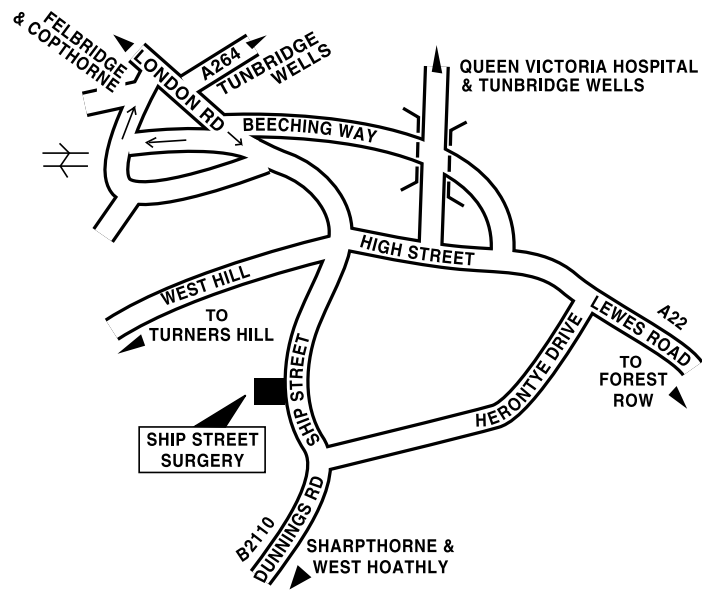 FELBRIDGE
& COPTHORNE
LONDON RD
A264
TUNBRIDGE
WELLS
QUEEN VICTORIA HOSPITAL
& TUNBRIDGE WELLS
BEECHING WAY
HIGH STREET
WEST HILL
TO
TURNERS HILL
A22
LEWES ROAD
TO
FOREST
ROW
SHIP STREET
HERONTYE DRIVE
SHIP STREET
SURGERY
B2110
DUNNINGS RD
SHARPTHORNE &
WEST HOATHLY